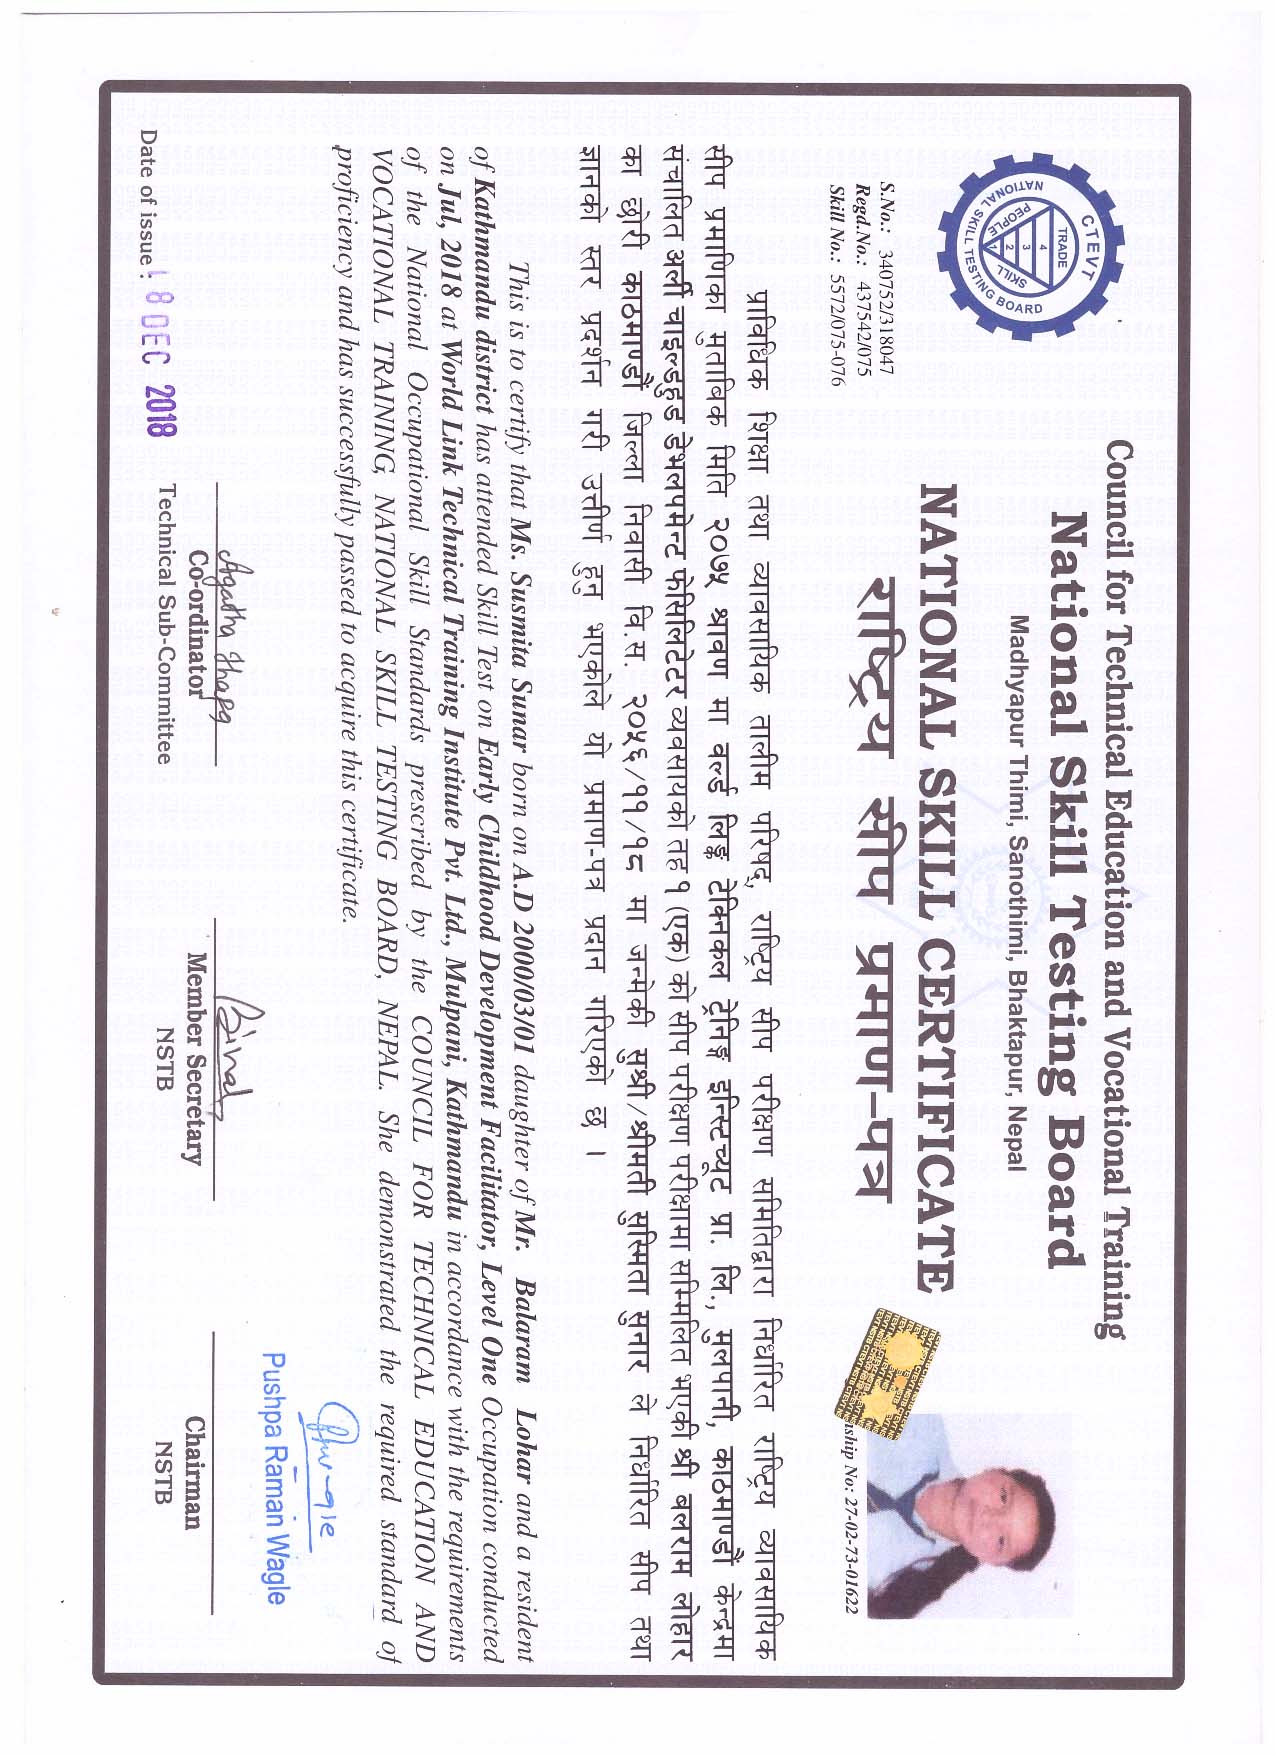 Council for Technical Education and Vocational Training
National Skill Testing Board
Madhyapur Thimi, Sanothimi, Bhaktapur, Nepal
CTEVT
NATIONAL SKILL TESTING BOARD
TRADE
PEOPLE
SKILL
4
3
2
1
NATIONAL SKILL CERTIFICATE
राष्ट्रिय सीप प्रमाण-पत्र
S.No.: 340752/318047
Regd.No.: 437542/075
Skill No.: 5572/075-076
CTEVT NSTB CTEVT NSTB
ship No: 27-02-73-01622
प्राविधिक शिक्षा तथा व्यावसायिक तालीम परिषद्, राष्ट्रिय सीप परीक्षण समितिद्वारा निर्धारित राष्ट्रिय व्यावसायिक
सीप प्रमाणिका मुताबिक मिति २०७५ श्रावण मा वर्ल्ड लिङ्क टेक्निकल ट्रेनिङ्ग इन्स्टिच्यूट प्रा. लि., मुलपानी, काठमाण्डौं केन्द्रमा
संचालित अर्ली चाइल्डहुड डेभलपमेन्ट फेसिलिटेटर व्यवसायको तह १ (एक) को सीप परीक्षण परीक्षामा सम्मिलित भएकी श्री बलराम लोहार
का छोरी काठमाण्डौं जिल्ला निवासी वि.स. २०५६/११/१८ मा जन्मेकी सुश्री/श्रीमती सुस्मिता सुनार ले निर्धारित सीप तथा
ज्ञानको स्तर प्रदर्शन गरी उत्तीर्ण हुनु भएकोले यो प्रमाण-पत्र प्रदान गरिएको छ ।
This is to certify that Ms. Susmita Sunar born on A.D 2000/03/01 daughter of Mr. Balaram Lohar and a resident
of Kathmandu district has attended Skill Test on Early Childhood Development Facilitator, Level One Occupation conducted
on Jul, 2018 at World Link Technical Training Institute Pvt. Ltd., Mulpani, Kathmandu in accordance with the requirements
of the National Occupational Skill Standards prescribed by the COUNCIL FOR TECHNICAL EDUCATION AND
VOCATIONAL TRAINING, NATIONAL SKILL TESTING BOARD, NEPAL. She demonstrated the required standard of
proficiency and has successfully passed to acquire this certificate.
Pushpa Raman Wagle
Agatha Thapa
Co-ordinator
Technical Sub-Committee
Member Secretary
NSTB
Chairman
NSTB
Date of issue : 8 DEC 2018